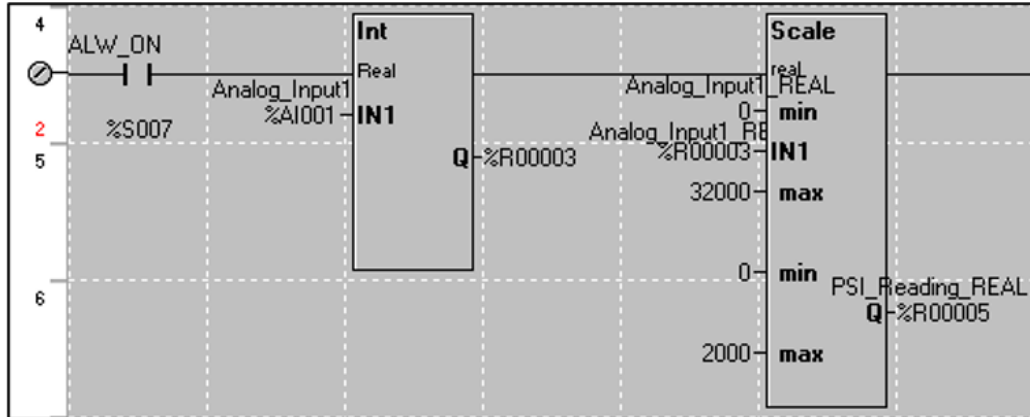 4
ALW_ON
%S007
2
5
6
Int
Real
Analog_Input1
%AI001
IN1
Q
%R00003
Scale
real
Analog_Input1_REAL
0
min
Analog_Input1_RE
%R00003
IN1
32000
max
0
min
PSI_Reading_REAL
Q
%R00005
2000
max